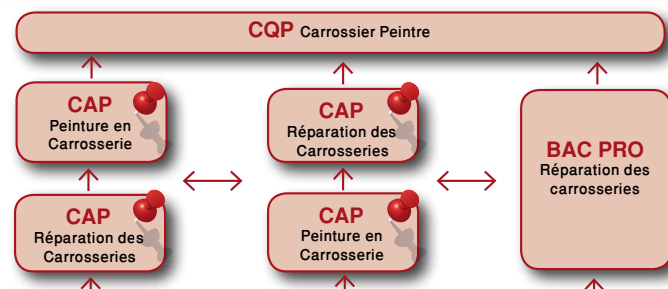 CQP Carrossier Peintre
CAP
Peinture en
Carrosserie
CAP
Réparation des
Carrosseries
CAP
Réparation des
Carrosseries
CAP
Peinture en
Carrosserie
BAC PRO
Réparation des
carrosseries